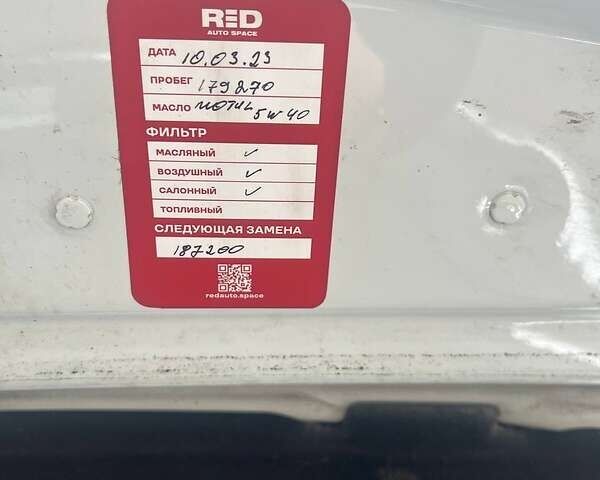 RED
AUTO SPACE
ДАТА 10.03.23
ПРОБЕГ 179270
МАСЛО MOTUL 5W40
ФИЛЬТР
МАСЛЯНЫЙ ✓
ВОЗДУШНЫЙ ✓
САЛОННЫЙ ✓
ТОПЛИВНЫЙ
СЛЕДУЮЩАЯ ЗАМЕНА
187200
redauto.space